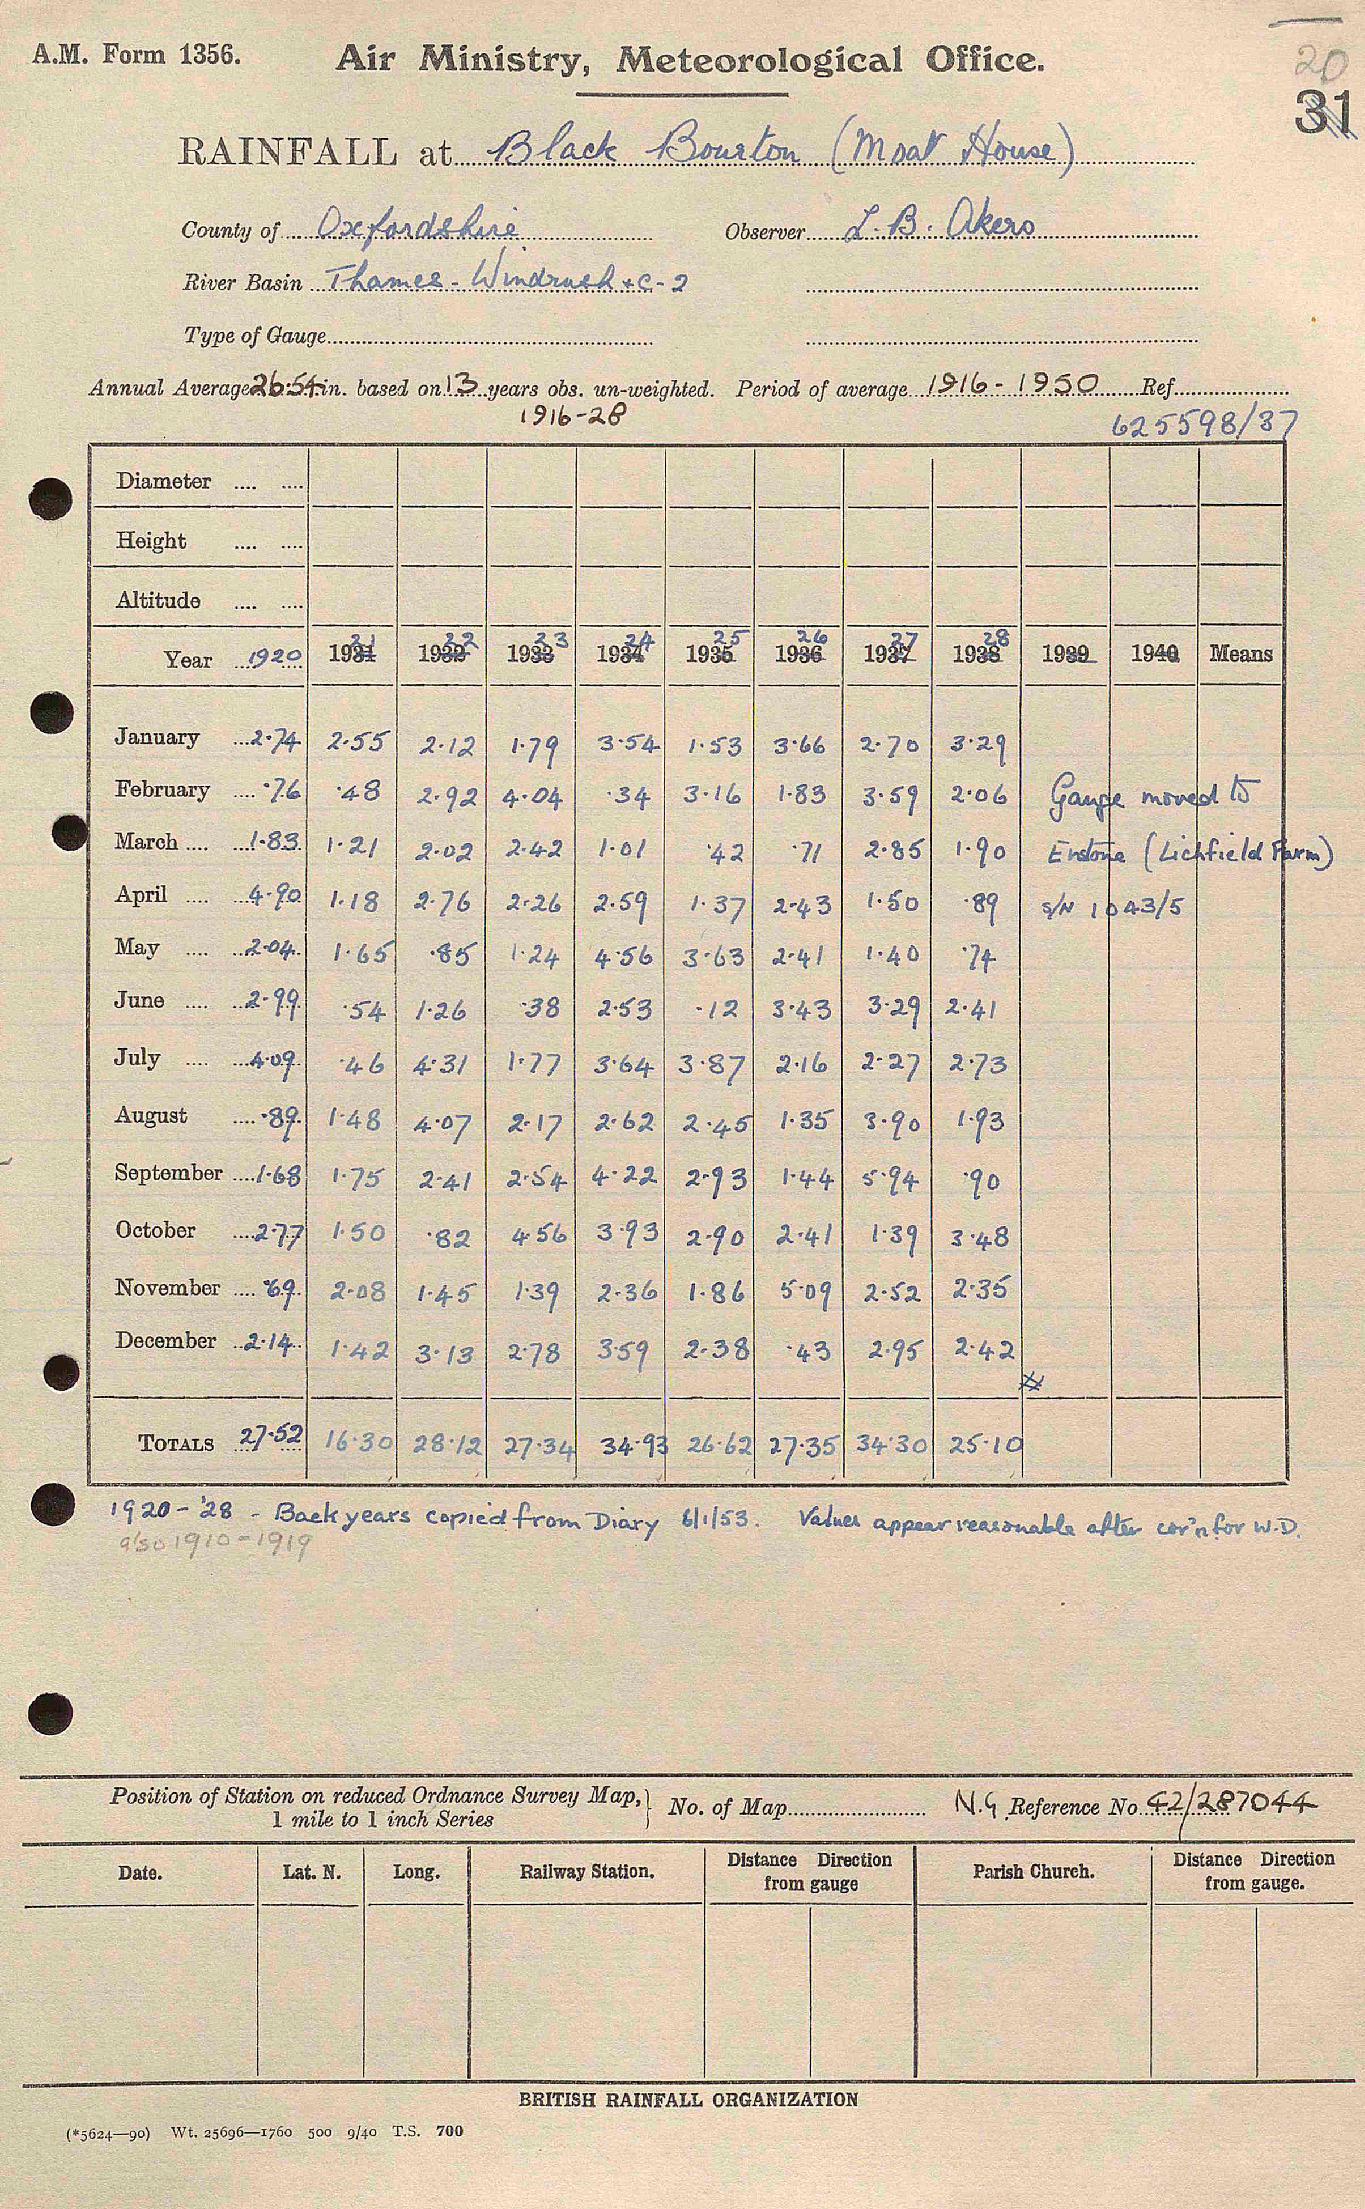 20
A.M. Form 1356. Air Ministry, Meteorological Office. 31
RAINFALL at Black Bourton (Moat House)
County of Oxfordshire Observer L. B. Akers
River Basin Thames - Windrush +c - 2
Type of Gauge
Annual Average 26.54 in. based on 13 years obs. un-weighted. Period of average 1916 - 1950 Ref.
1916-28 625598/37
Diameter .... ....
Height .... ....
Altitude .... ....
21 22 23 24 25 26 27 28
Year 1920 1931 1932 1933 1934 1935 1936 1937 1938 1939 1940 Means
January 2.74 2.55 2.12 1.79 3.54 1.53 3.66 2.70 3.29
February .76 .48 2.92 4.04 .34 3.16 1.83 3.59 2.06 Gauge moved to
March 1.83 1.21 2.02 2.42 1.01 .42 .71 2.85 1.90 Enstone (Lichfield Farm)
April 4.90 1.18 2.76 2.26 2.59 1.37 2.43 1.50 .89 S/N 1043/5
May 2.04 1.65 .85 1.24 4.56 3.63 2.41 1.40 .74
June 2.99 .54 1.26 .38 2.53 .12 3.43 3.29 2.41
July 4.09 .46 4.31 1.77 3.64 3.87 2.16 2.27 2.73
August .89 1.48 4.07 2.17 2.62 2.45 1.35 3.90 1.93
September 1.68 1.75 2.41 2.54 4.22 2.93 1.44 5.94 .90
October 2.77 1.50 .82 4.56 3.93 2.90 2.41 1.39 3.48
November .69 2.08 1.45 1.39 2.36 1.86 5.09 2.52 2.35
December 2.14 1.42 3.13 2.78 3.59 2.38 .43 2.95 2.42
TOTALS 27.52 16.30 28.12 27.34 34.93 26.62 27.35 34.30 25.10
1920-'28 - Back years copied from Diary 6/1/53. Values appear reasonable after cor'n for W.D.
also 1910-1919
Position of Station on reduced Ordnance Survey Map,
1 mile to 1 inch Series } No. of Map N.G. Reference No. 42/287044
Date. Lat. N. Long. Railway Station. Distance Direction from gauge Parish Church. Distance Direction from gauge.
BRITISH RAINFALL ORGANIZATION
(*5624—90) Wt. 25696—1760 500 9/40 T.S. 700